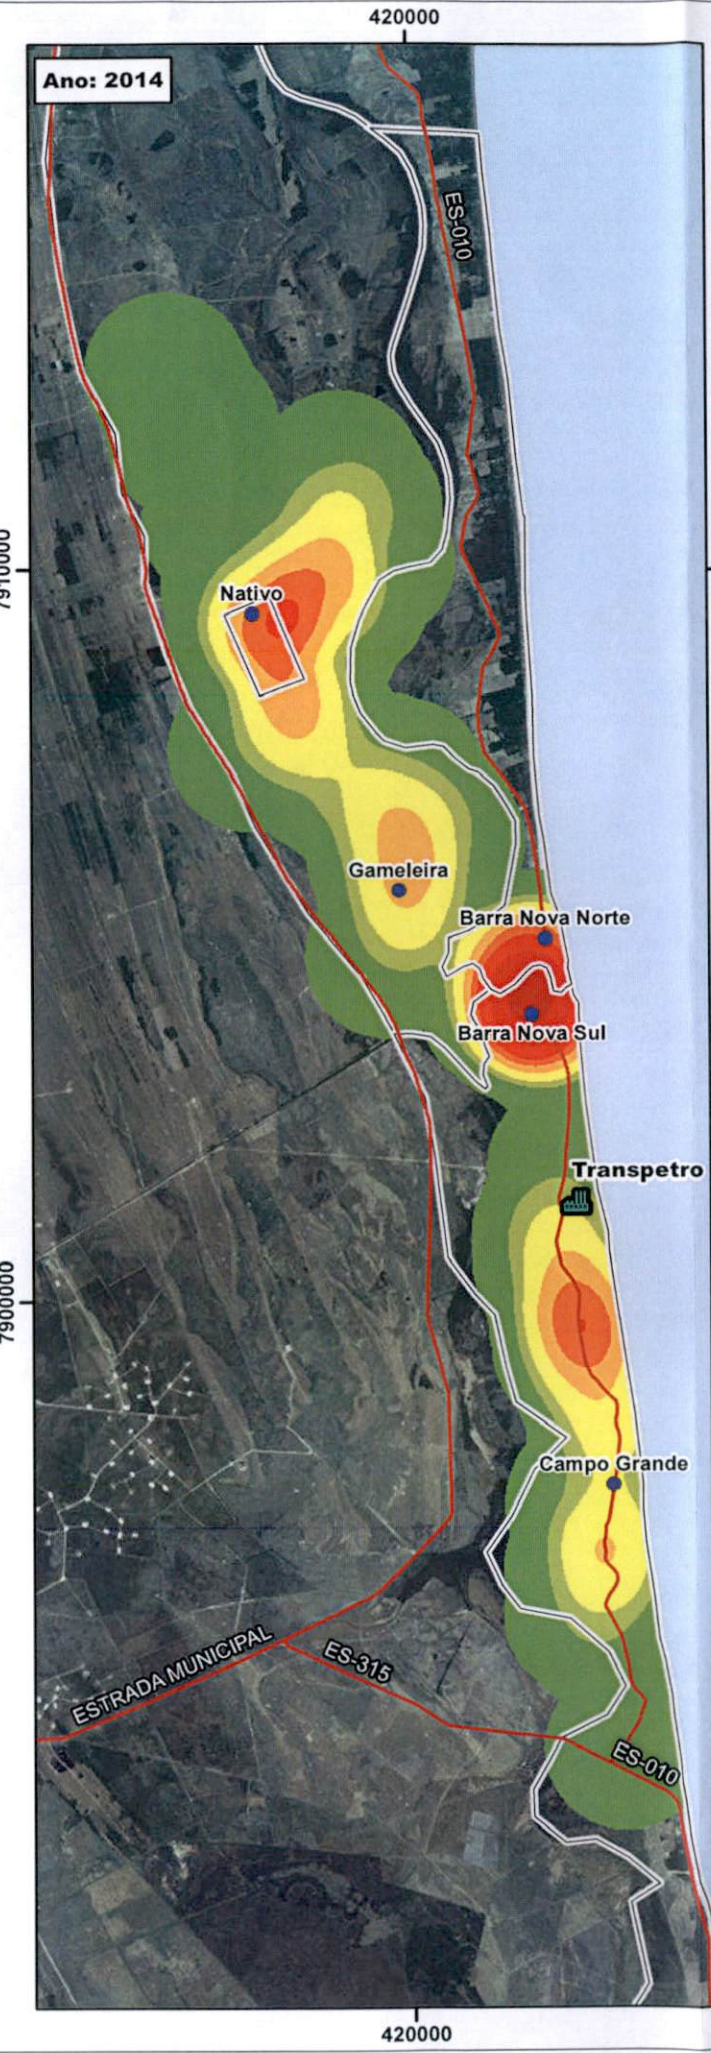 420000
Ano: 2014
ES-010
7910000
Nativo
Gameleira
Barra Nova Norte
Barra Nova Sul
Transpetro
7900000
Campo Grande
ESTRADA MUNICIPAL
ES-315
ES-010
420000